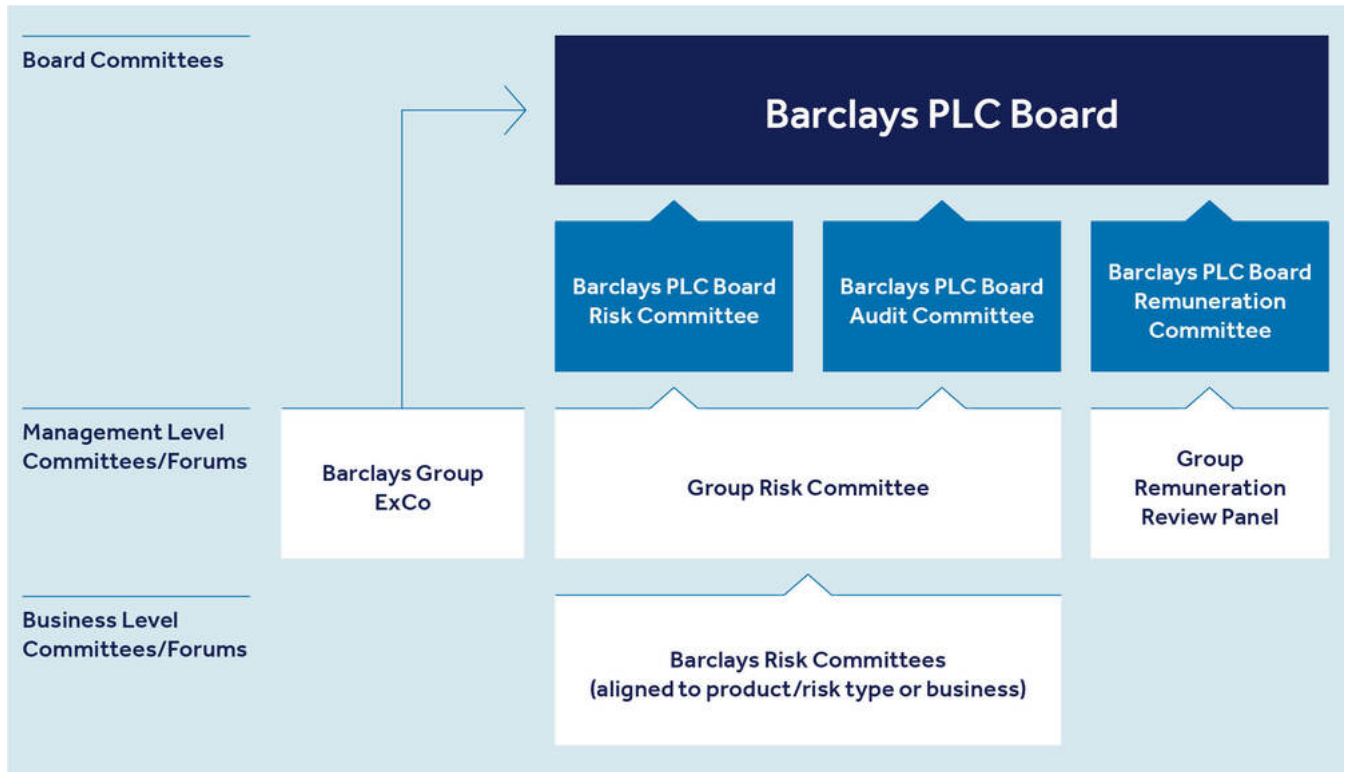 Board Committees
Barclays PLC Board
Barclays PLC Board
Risk Committee
Barclays PLC Board
Audit Committee
Barclays PLC Board
Remuneration
Committee
Management Level
Committees/Forums
Barclays Group
ExCo
Group Risk Committee
Group
Remuneration
Review Panel
Business Level
Committees/Forums
Barclays Risk Committees
(aligned to product/risk type or business)